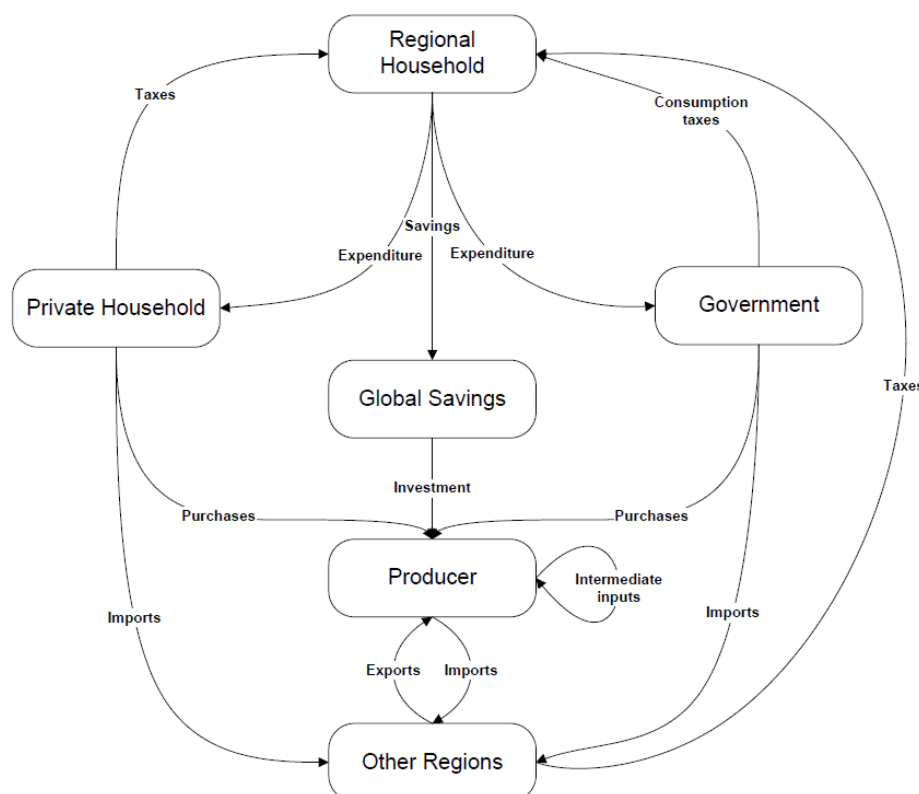 Regional
Household
Taxes
Consumption
taxes
Savings
Expenditure
Expenditure
Private Household
Government
Global Savings
Taxes
Investment
Purchases
Purchases
Producer
Intermediate
inputs
Imports
Imports
Exports
Imports
Other Regions